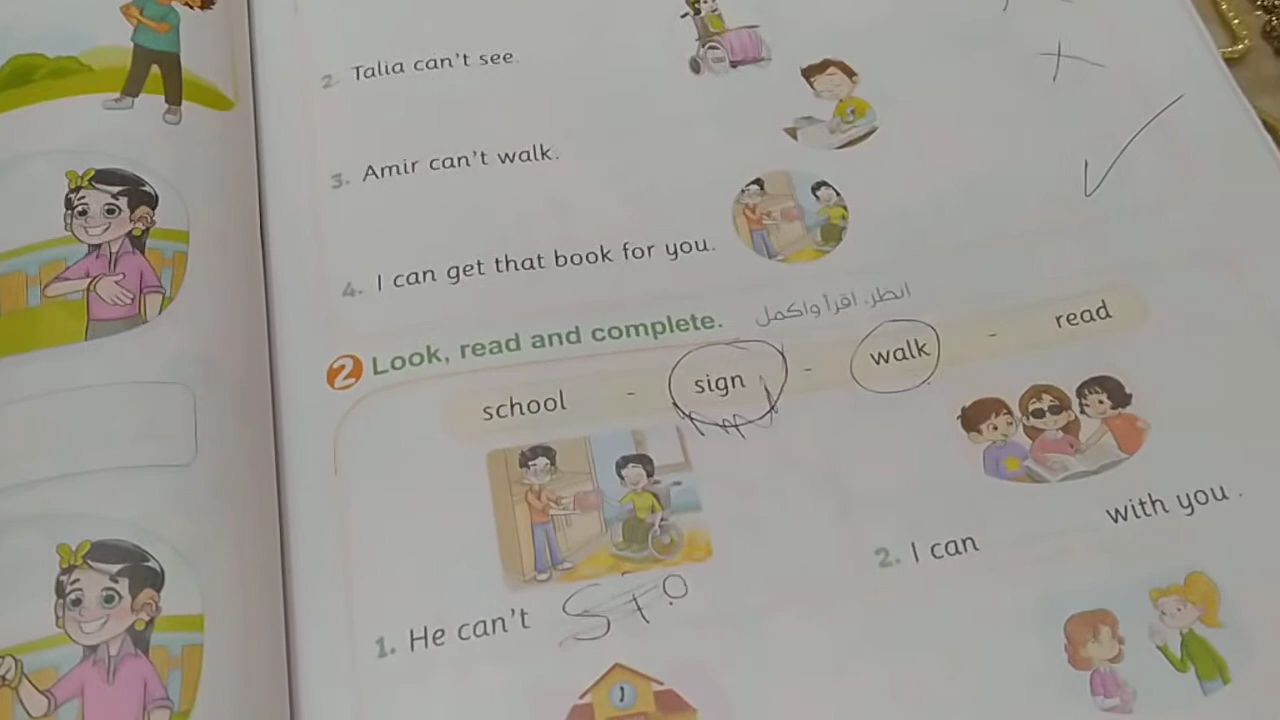 2. Talia can't see.
3. Amir can't walk.
4. I can get that book for you.
2 Look, read and complete. انظر، اقرأ واكمل
school - sign - walk - read
1. He can't
2. I can with you.